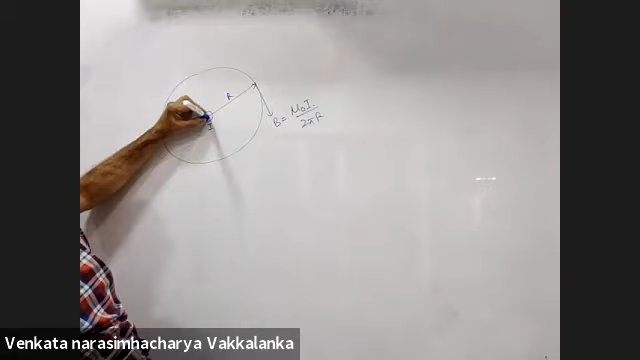 R
I
B = μ₀I / 2πR
Venkata narasimhacharya Vakkalanka